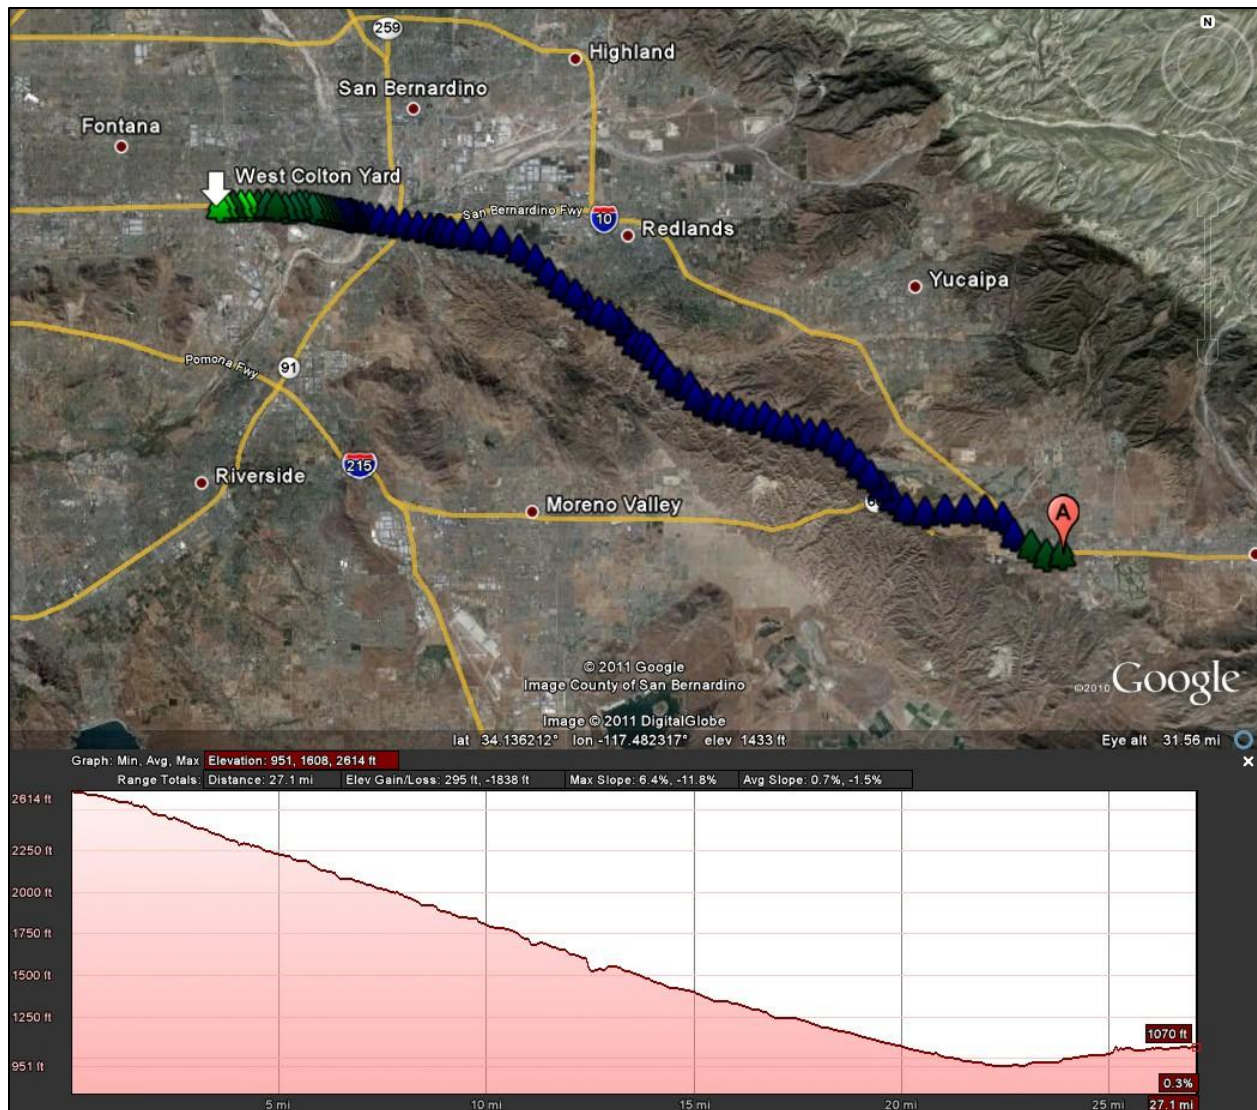 N
259
Highland
San Bernardino
Fontana
West Colton Yard
San Bernardino Fwy
10
Redlands
Yucaipa
Pomona Fwy
91
215
Riverside
Moreno Valley
A
© 2011 Google
Image County of San Bernardino
©2010 Google
Image © 2011 DigitalGlobe
lat 34.136212° lon -117.482317° elev 1433 ft Eye alt 31.56 mi
Graph: Min, Avg, Max Elevation: 951, 1608, 2614 ft
Range Totals: Distance: 27.1 mi Elev Gain/Loss: 295 ft, -1838 ft Max Slope: 6.4%, -11.8% Avg Slope: 0.7%, -1.5%
2614 ft
2250 ft
2000 ft
1750 ft
1500 ft
1250 ft
1070 ft
951 ft
0.3%
5 mi 10 mi 15 mi 20 mi 25 mi 27.1 mi